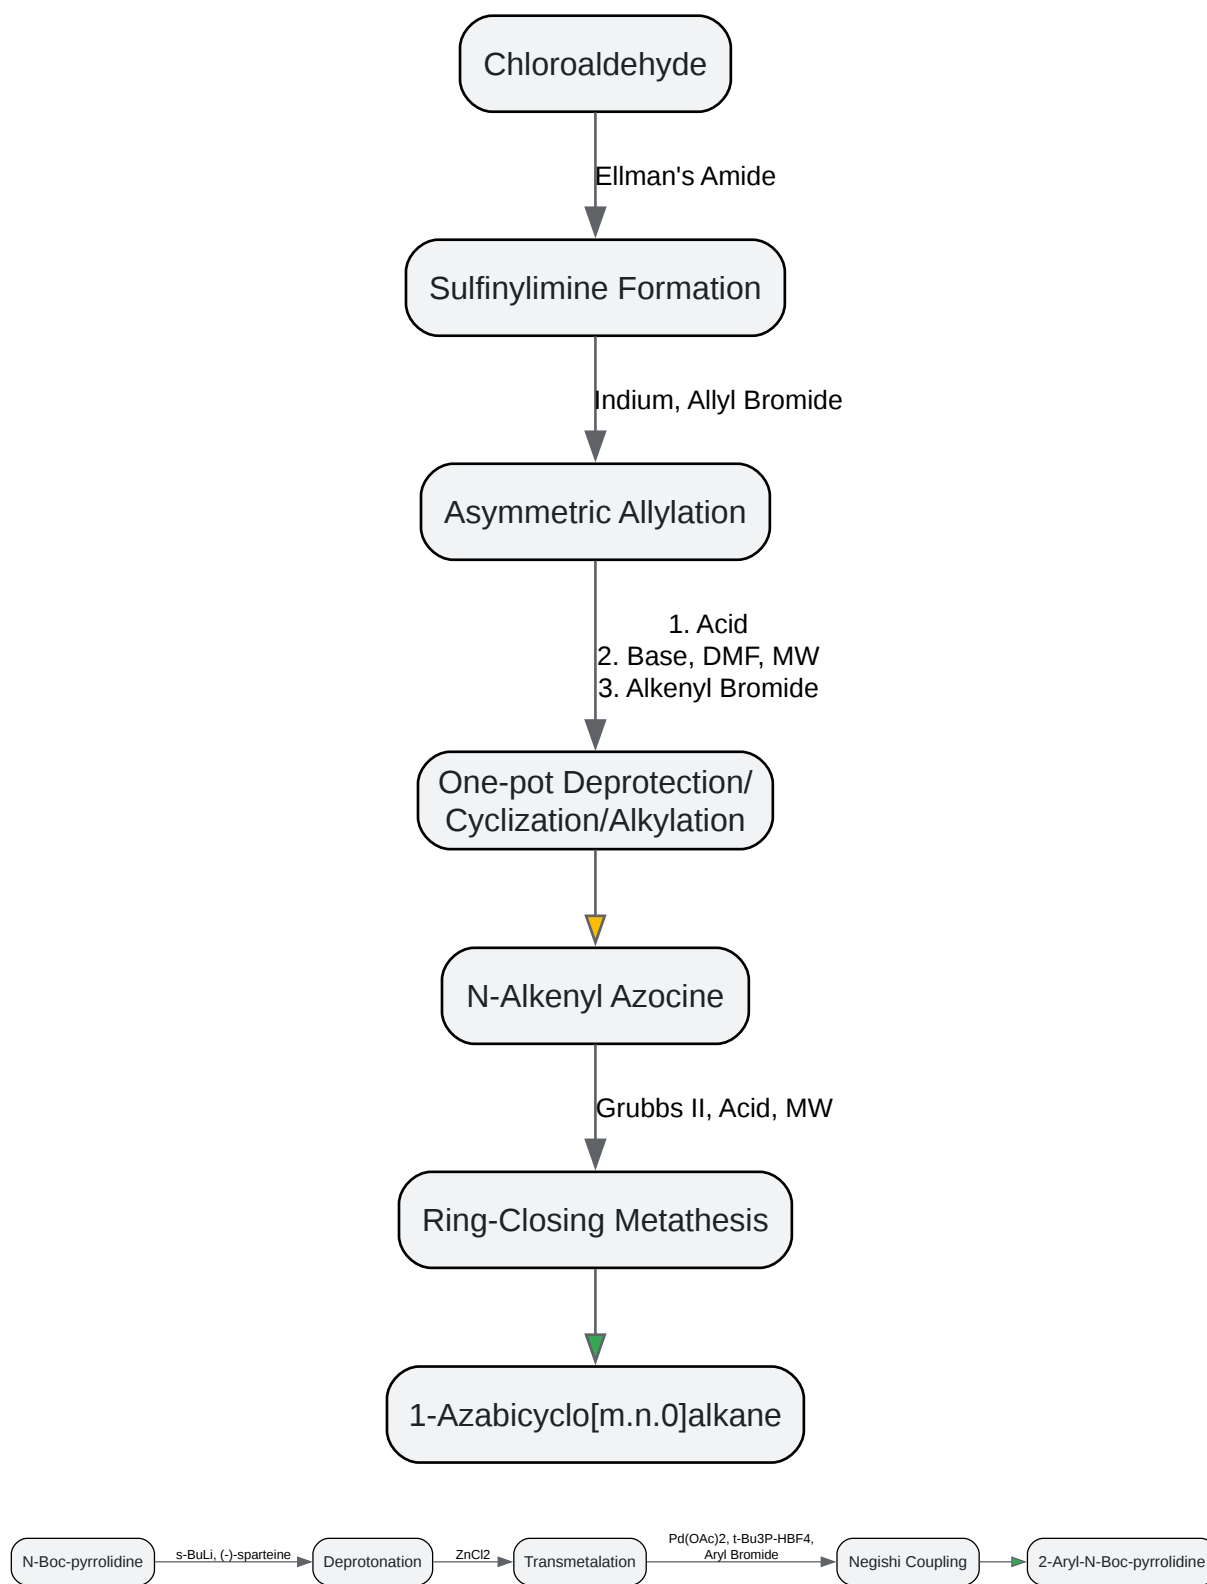 Chloroaldehyde
Ellman's Amide
Sulfinylimine Formation
Indium, Allyl Bromide
Asymmetric Allylation
1. Acid
2. Base, DMF, MW
3. Alkenyl Bromide
One-pot Deprotection/
Cyclization/Alkylation
N-Alkenyl Azocine
Grubbs II, Acid, MW
Ring-Closing Metathesis
1-Azabicyclo[m.n.0]alkane
N-Boc-pyrrolidine
s-BuLi, (-)-sparteine
Deprotonation
ZnCl2
Transmetalation
Pd(OAc)2, t-Bu3P-HBF4,
Aryl Bromide
Negishi Coupling
2-Aryl-N-Boc-pyrrolidine